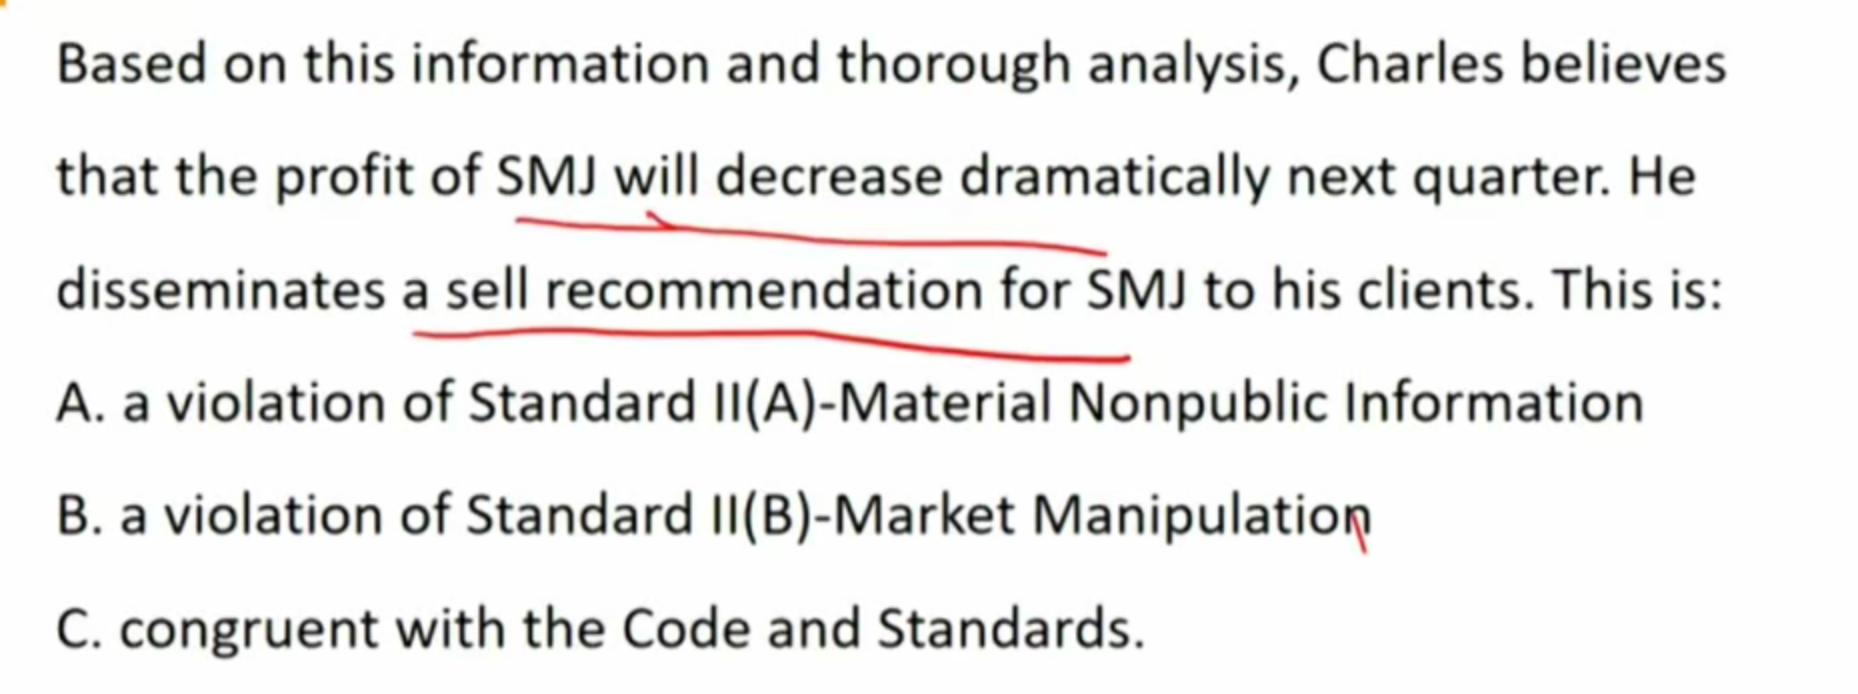 Based on this information and thorough analysis, Charles believes
that the profit of SMJ will decrease dramatically next quarter. He
disseminates a sell recommendation for SMJ to his clients. This is:
A. a violation of Standard II(A)-Material Nonpublic Information
B. a violation of Standard II(B)-Market Manipulation
C. congruent with the Code and Standards.